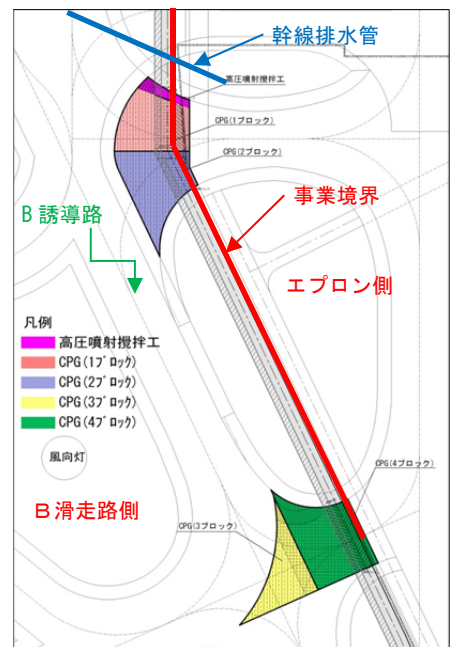 幹線排水管
高圧噴射攪拌工
CPG(1ブロック)
CPG(2ブロック)
事業境界
B誘導路
エプロン側
凡例
高圧噴射攪拌工
CPG(1ブロック)
CPG(2ブロック)
CPG(3ブロック)
CPG(4ブロック)
風向灯
CPG(4ブロック)
B滑走路側
CPG(3ブロック)